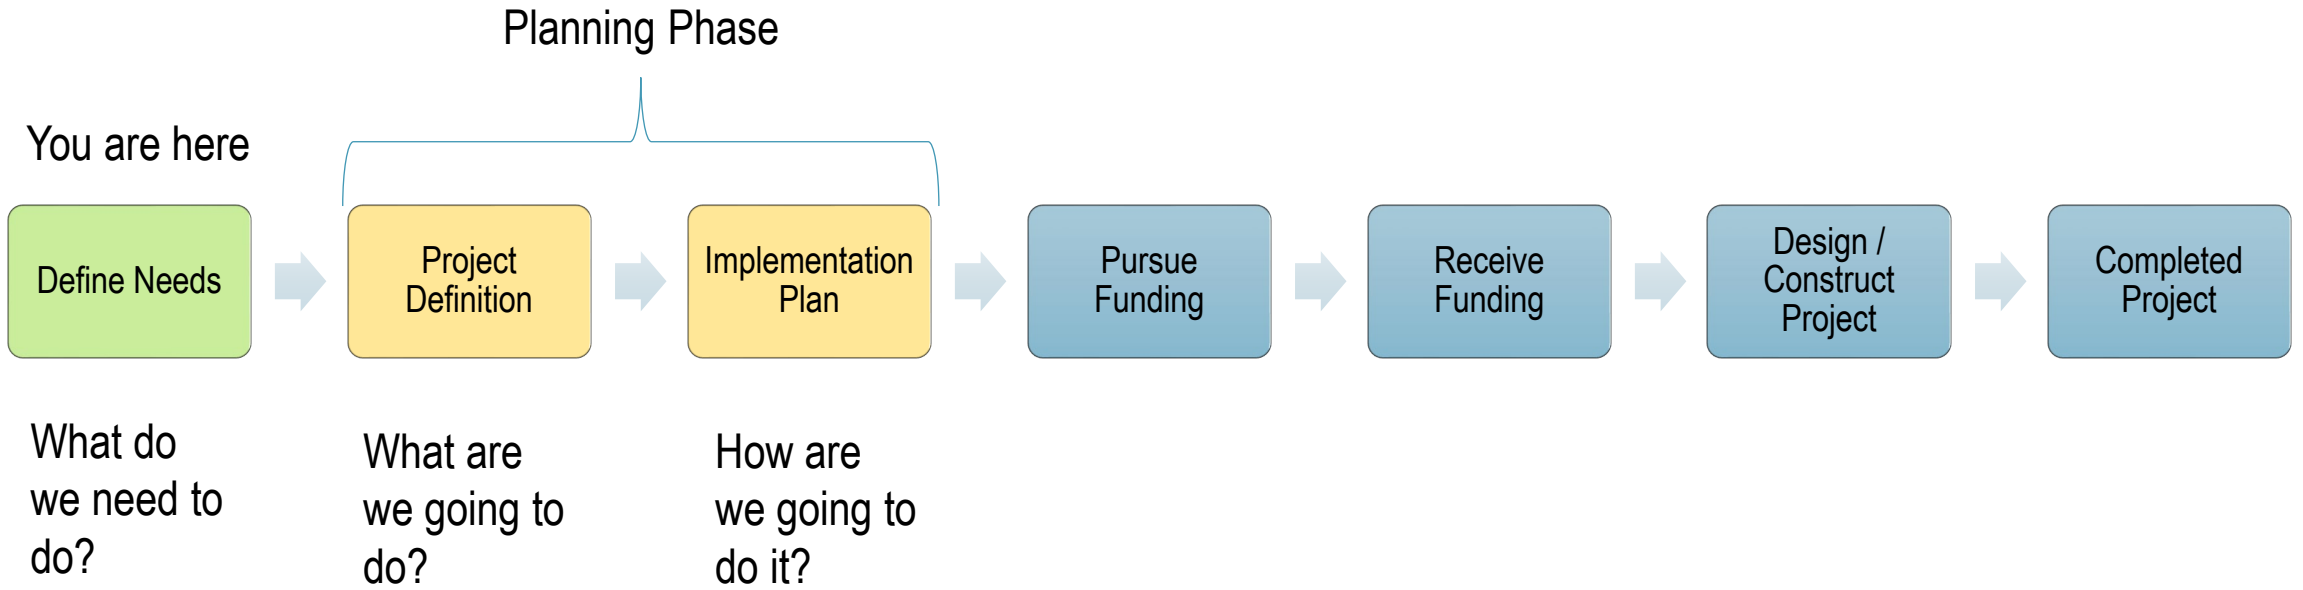 Planning Phase
You are here
Define Needs
Project
Definition
Implementation
Plan
Pursue
Funding
Receive
Funding
Design /
Construct
Project
Completed
Project
What do
we need to
do?
What are
we going to
do?
How are
we going to
do it?